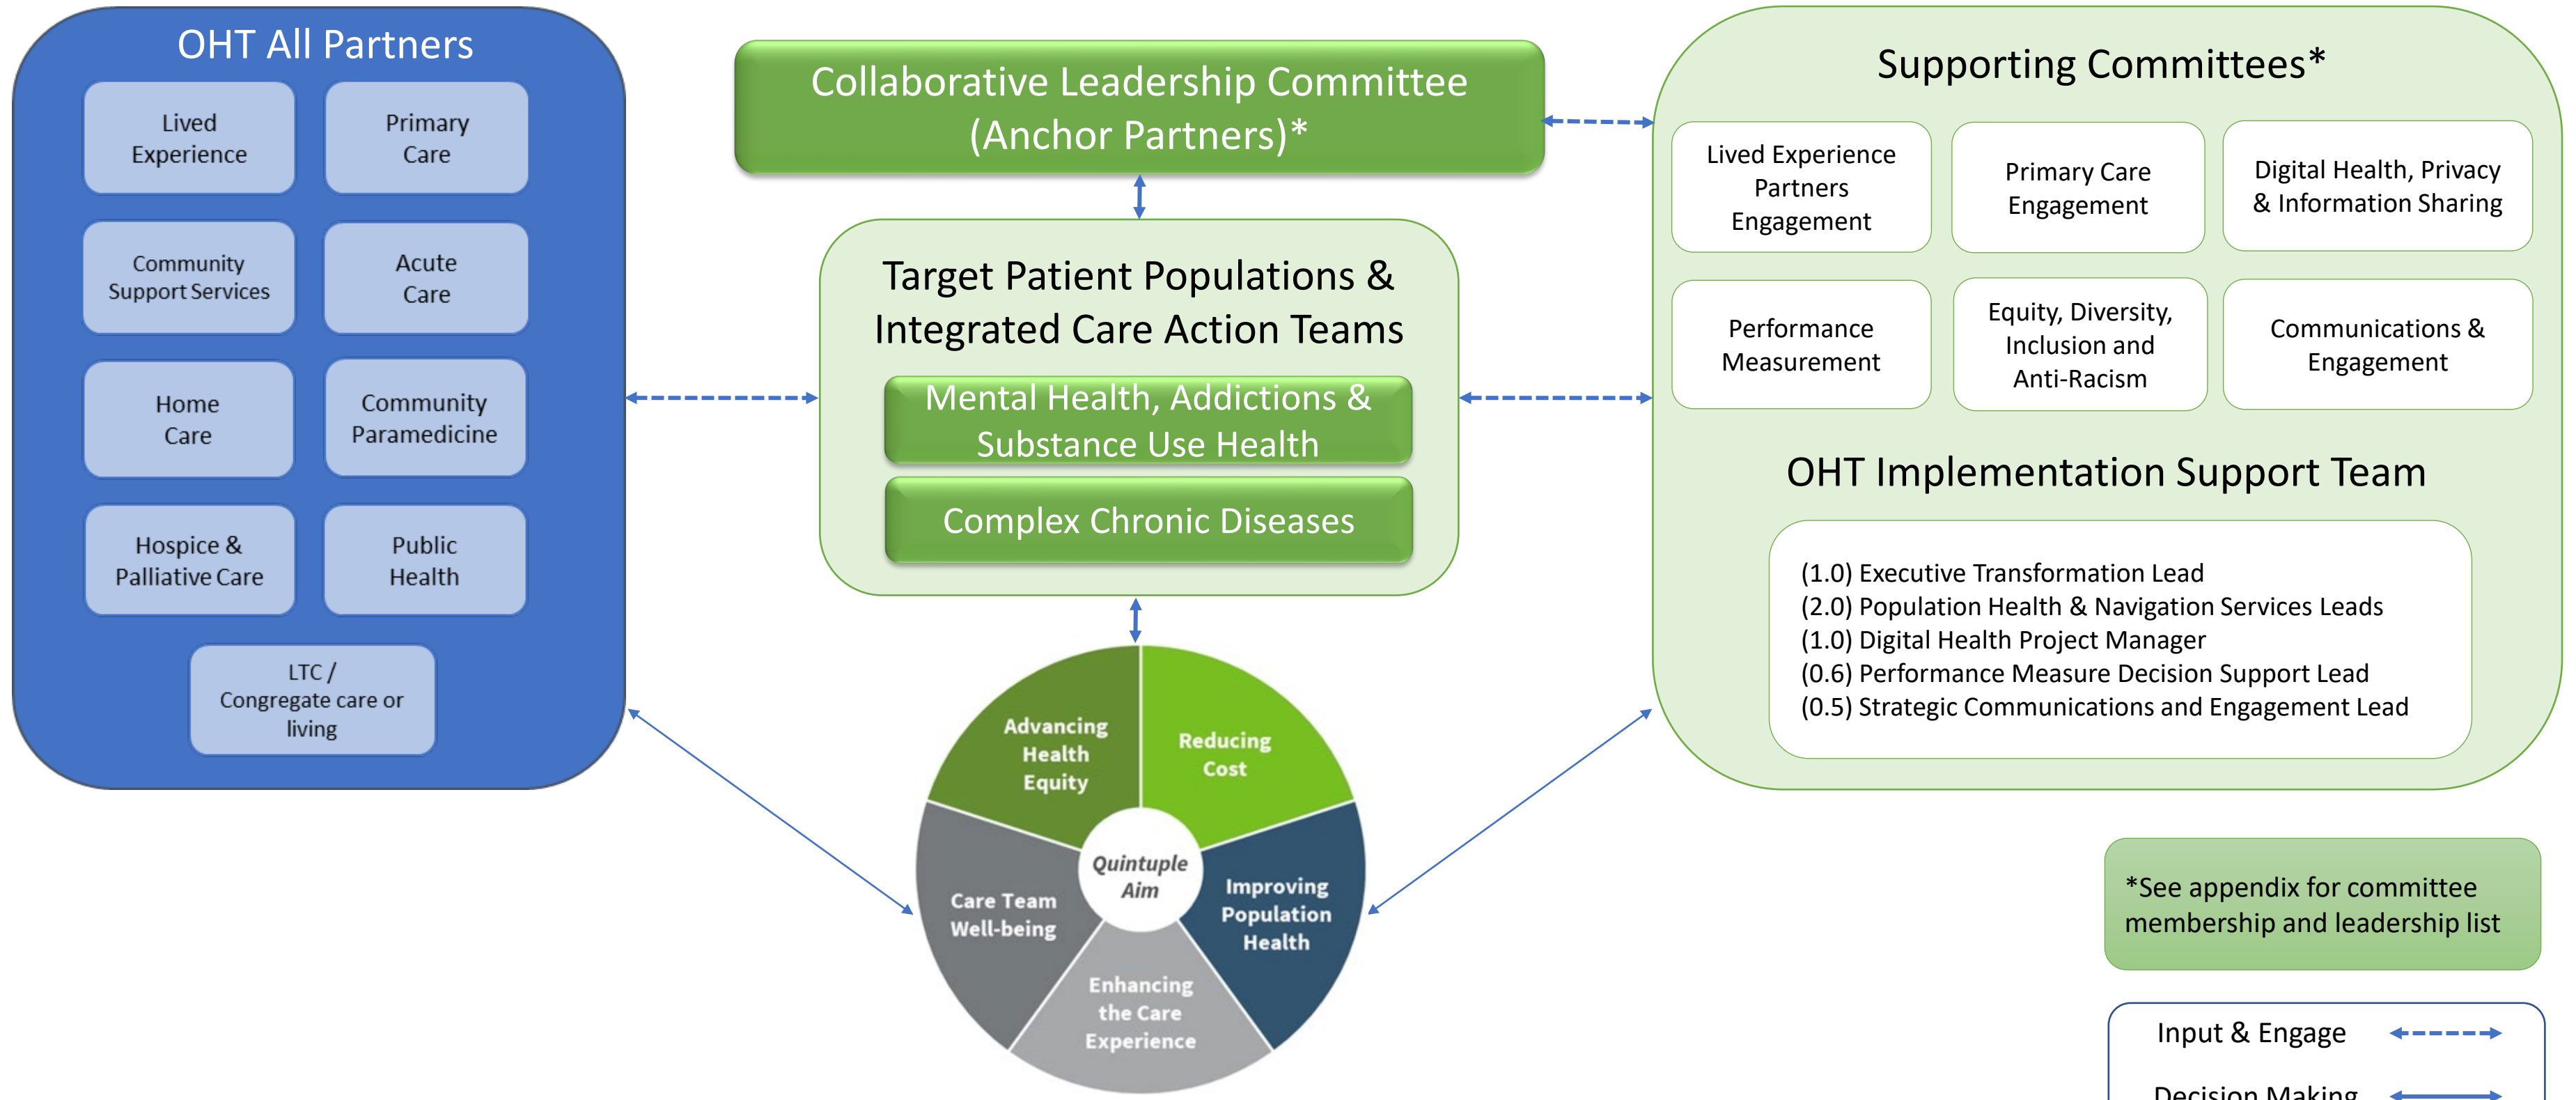 OHT All Partners
Lived
Experience
Primary
Care
Community
Support Services
Acute
Care
Home
Care
Community
Paramedicine
Hospice &
Palliative Care
Public
Health
LTC /
Congregate care or
living
Collaborative Leadership Committee
(Anchor Partners)*
Target Patient Populations &
Integrated Care Action Teams
Mental Health, Addictions &
Substance Use Health
Complex Chronic Diseases
Advancing
Health
Equity
Reducing
Cost
Quintuple
Aim
Care Team
Well-being
Improving
Population
Health
Enhancing
the Care
Experience
Supporting Committees*
Lived Experience
Partners
Engagement
Primary Care
Engagement
Digital Health, Privacy
& Information Sharing
Performance
Measurement
Equity, Diversity,
Inclusion and
Anti-Racism
Communications &
Engagement
OHT Implementation Support Team
(1.0) Executive Transformation Lead
(2.0) Population Health & Navigation Services Leads
(1.0) Digital Health Project Manager
(0.6) Performance Measure Decision Support Lead
(0.5) Strategic Communications and Engagement Lead
*See appendix for committee
membership and leadership list
Input & Engage
Decision Making